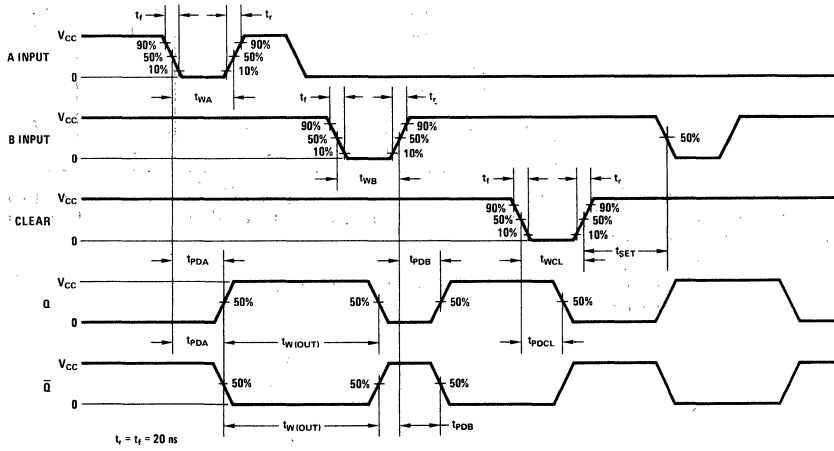 tf tr
VCC
90% 90%
A INPUT 50% 50%
10% 10%
0
tWA tf tr
VCC
90% 90%
B INPUT 50% 50% 50%
10% 10%
0
tWB tf tr
VCC
90% 90%
CLEAR 50% 50%
10% 10%
0
tPDA tPDB tWCL tSET
VCC
Q 50% 50% 50% 50%
0
tPDA tW(OUT) tPDCL
VCC
Q̅ 50% 50% 50%
0
tW(OUT) tPDB
tr = tf = 20 ns